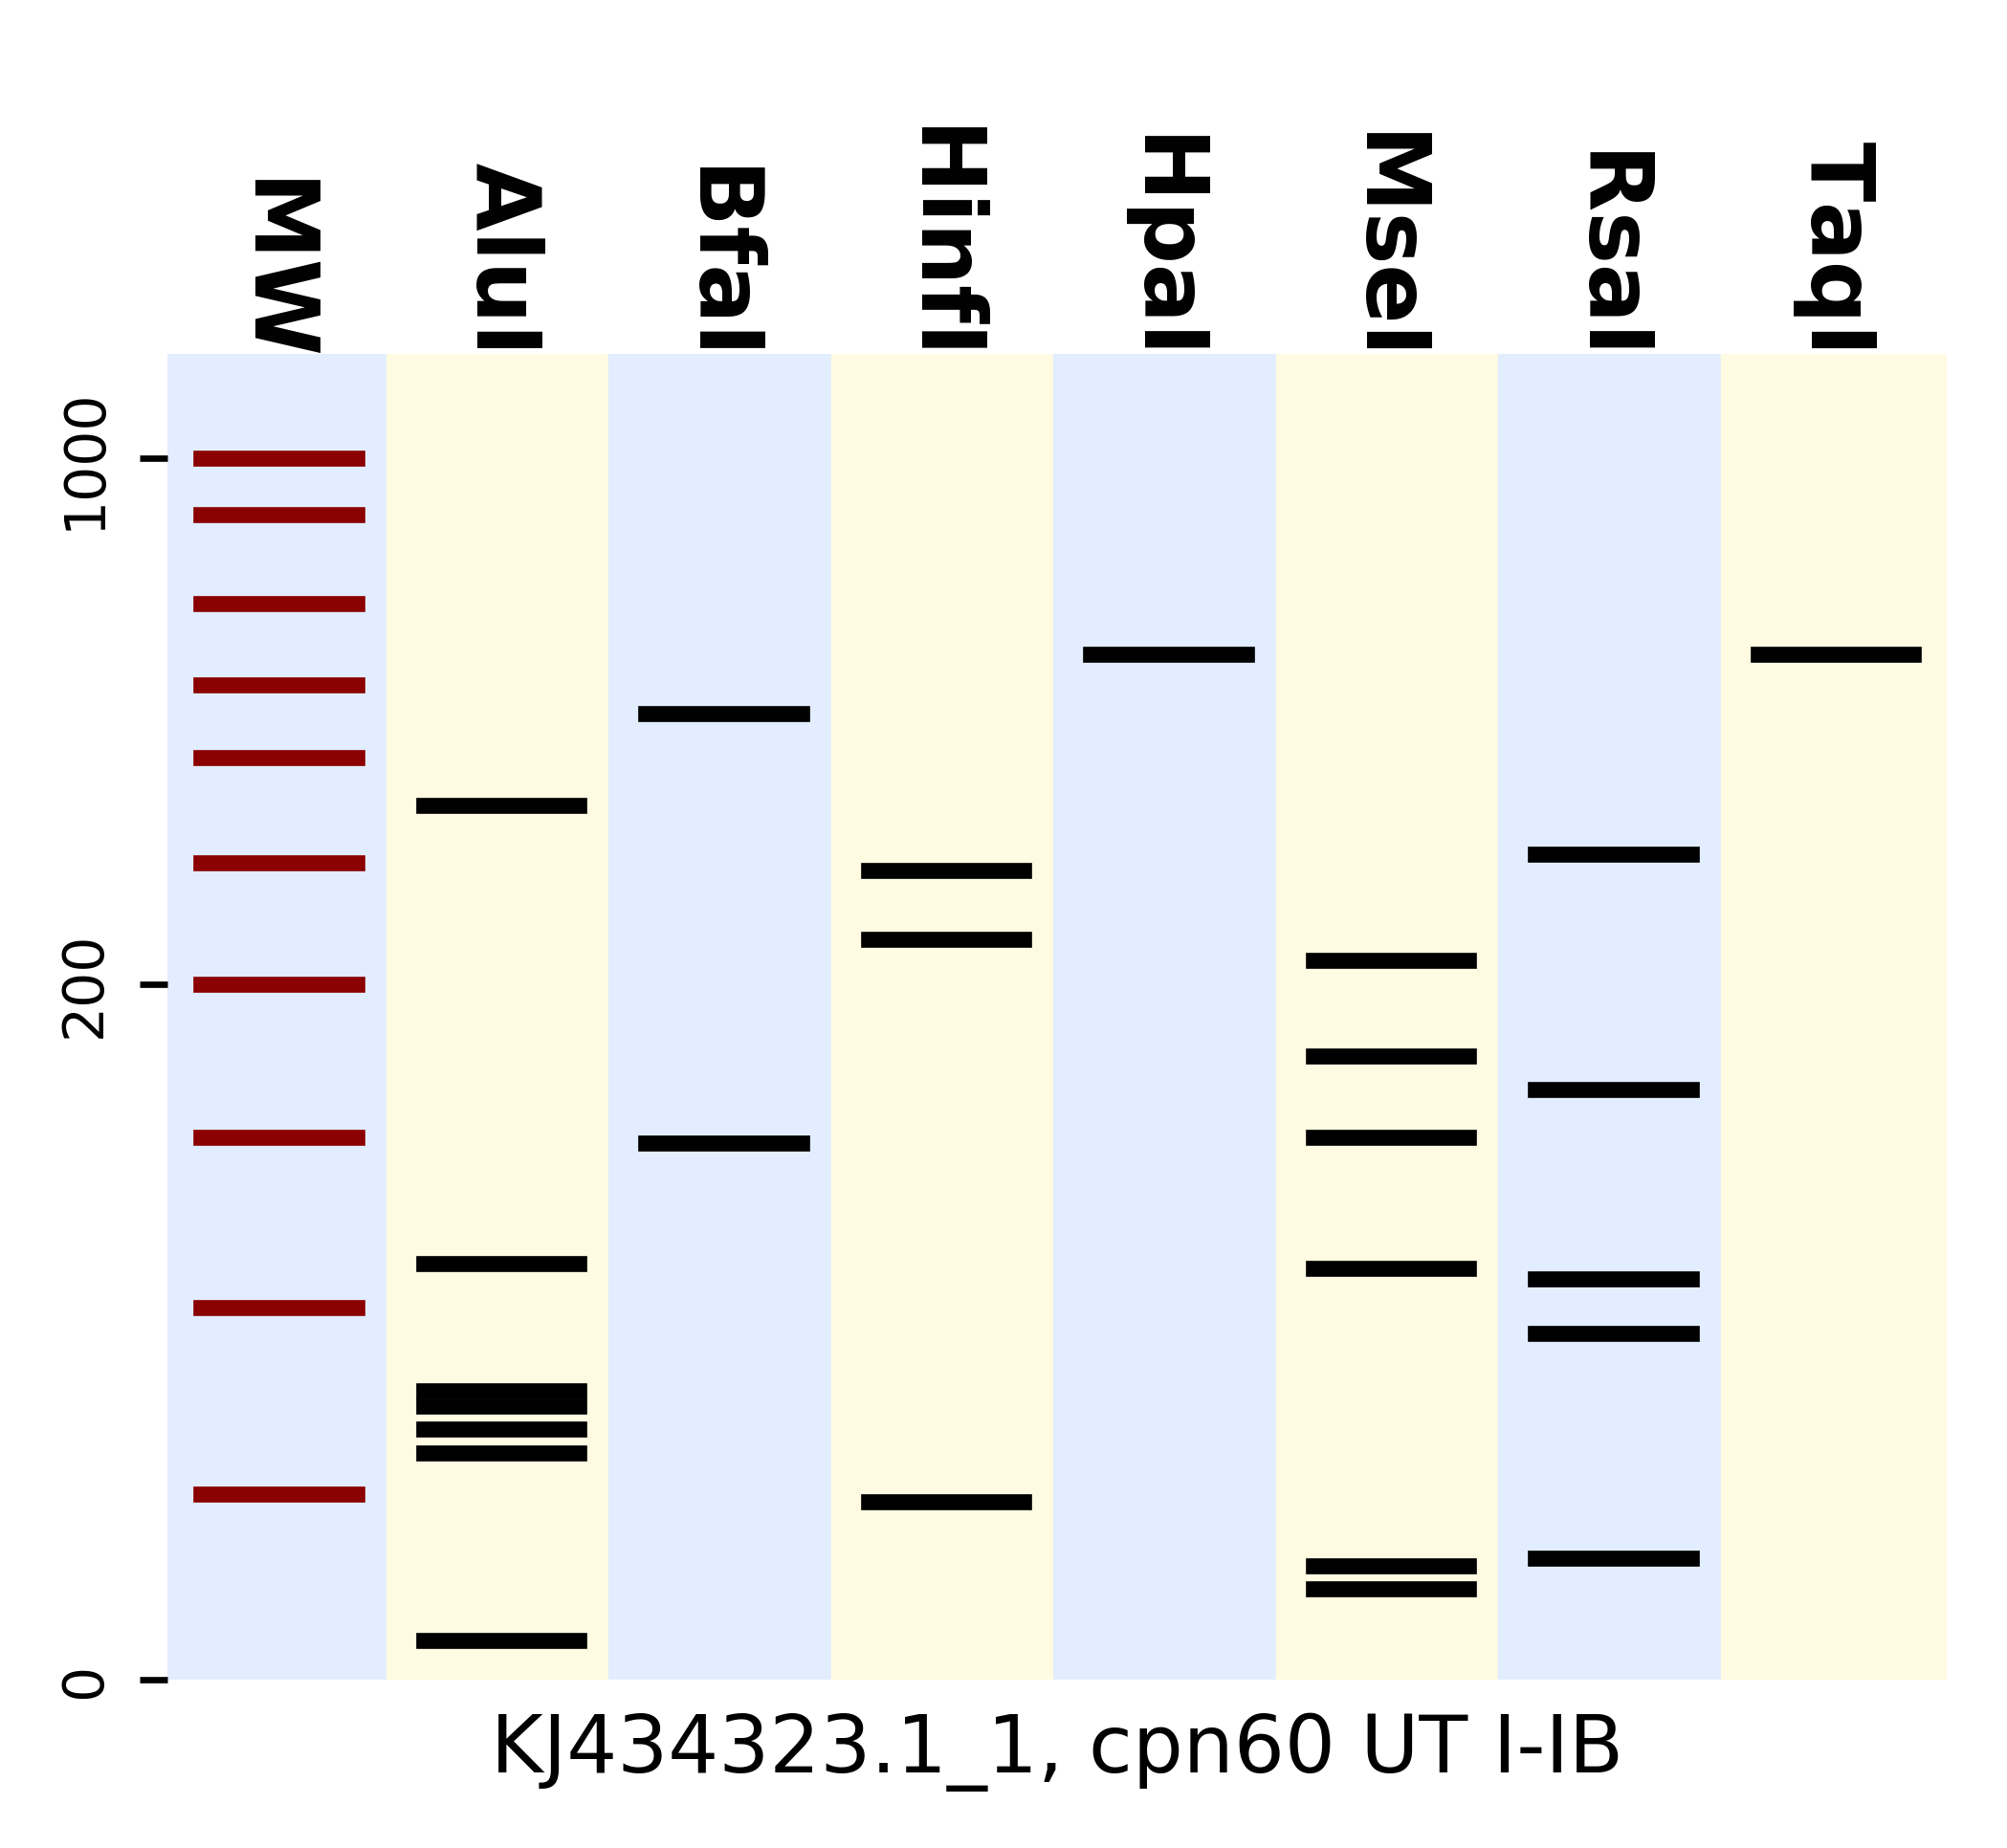 MW
AluI
BfaI
HinfI
HpaI
MseI
RsaI
TaqI
1000
200
0
KJ434323.1_1, cpn60 UT I-IB